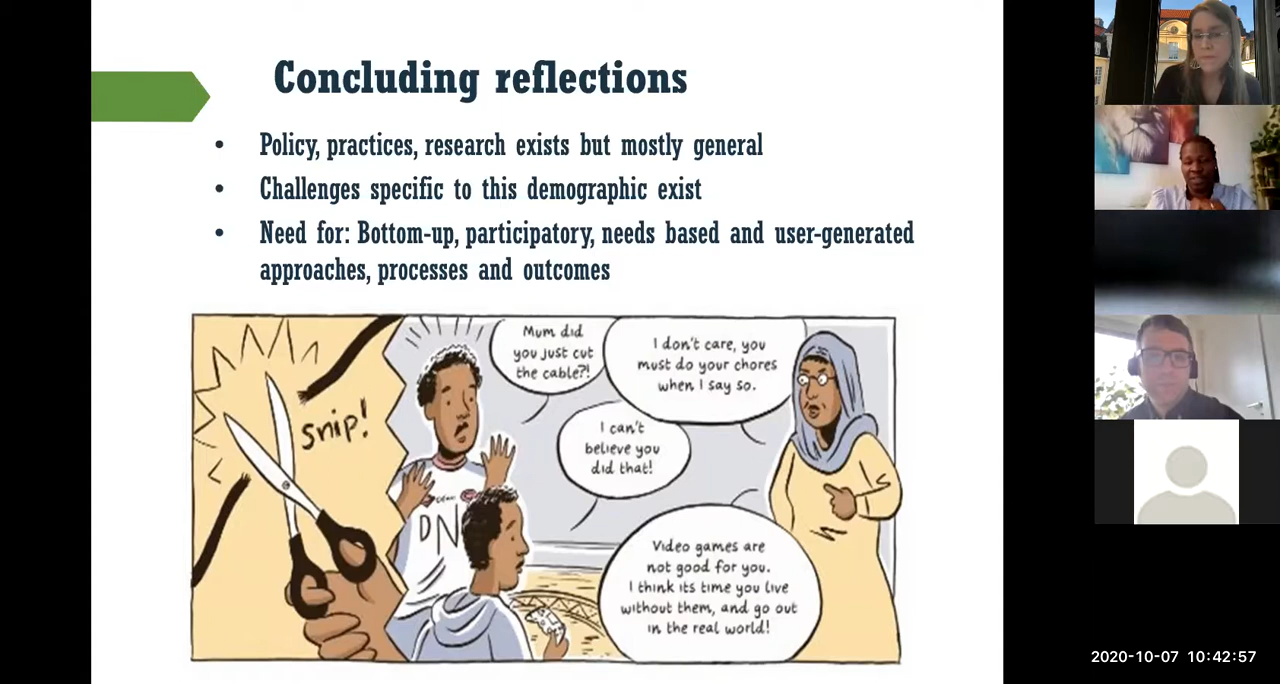 Concluding reflections
• Policy, practices, research exists but mostly general
• Challenges specific to this demographic exist
• Need for: Bottom-up, participatory, needs based and user-generated
approaches, processes and outcomes
snip!
Mum did
you just cut
the cable?!
I don't care, you
must do your chores
when I say so.
I can't
believe you
did that!
DN
Video games are
not good for you.
I think its time you live
without them, and go out
in the real world!
2020-10-07 10:42:57